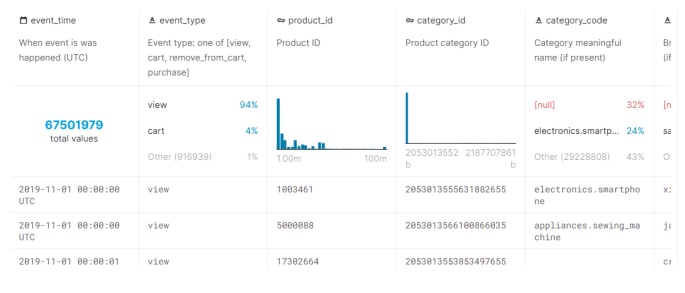 event_time
event_type
product_id
category_id
category_code
When event is was
happened (UTC)
Event type: one of [view,
cart, remove_from_cart,
purchase]
Product ID
Product category ID
Category meaningful
name (if present)
Br
(if
67501979
total values
view 94%
cart 4%
Other (916939) 1%
1.00m 100m
2053013552 2187707861
b b
[null] 32%
electronics.smartp... 24%
Other (29228808) 43%
[n
sa
2019-11-01 00:00:00
UTC
view
1003461
2053013555631882655
electronics.smartpho
ne
2019-11-01 00:00:00
UTC
view
5000088
2053013566100866035
appliances.sewing_ma
chine
ja
2019-11-01 00:00:01
view
17302664
2053013553853497655